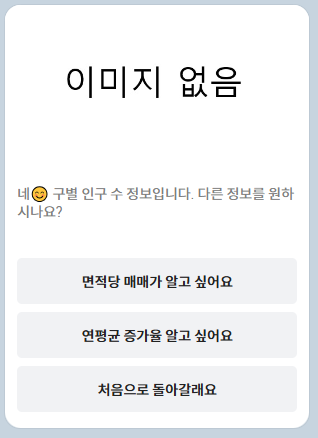 이미지 없음
네😊 구별 인구 수 정보입니다. 다른 정보를 원하
시나요?
면적당 매매가 알고 싶어요
연평균 증가율 알고 싶어요
처음으로 돌아갈래요